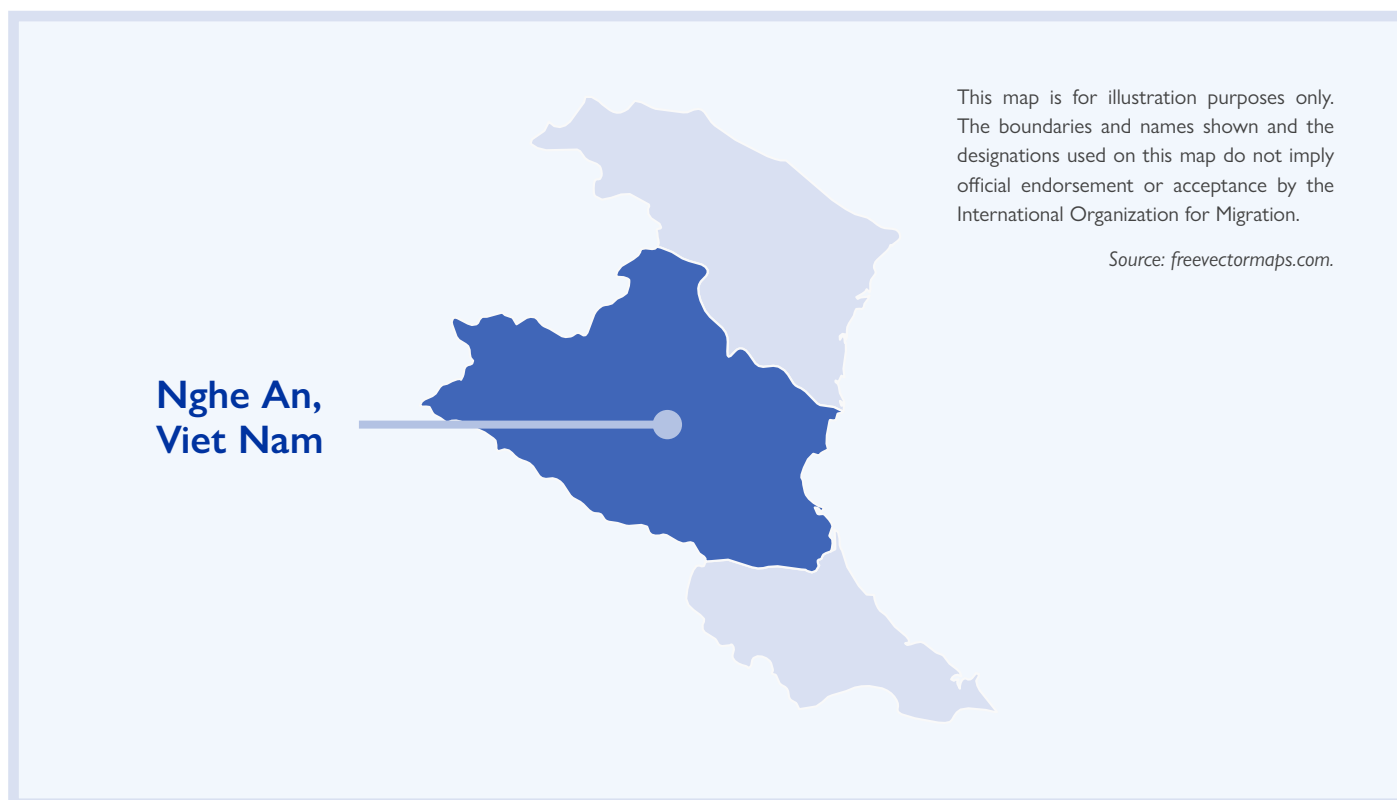 This map is for illustration purposes only.
The boundaries and names shown and the
designations used on this map do not imply
official endorsement or acceptance by the
International Organization for Migration.
Source: freevectormaps.com.
Nghe An,
Viet Nam